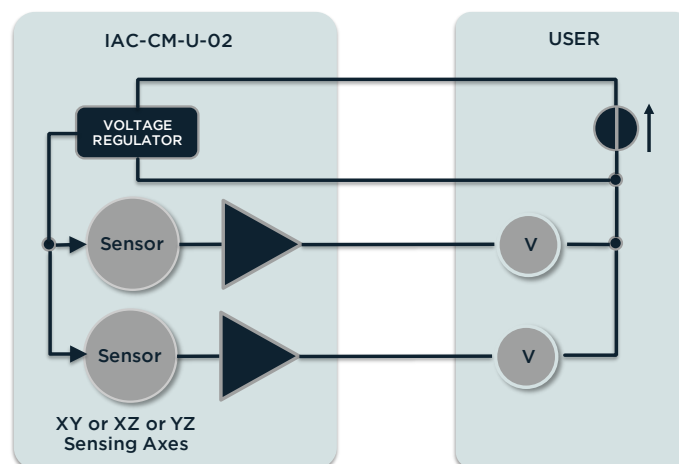 IAC-CM-U-02
USER
VOLTAGE
REGULATOR
Sensor
V
Sensor
V
XY or XZ or YZ
Sensing Axes